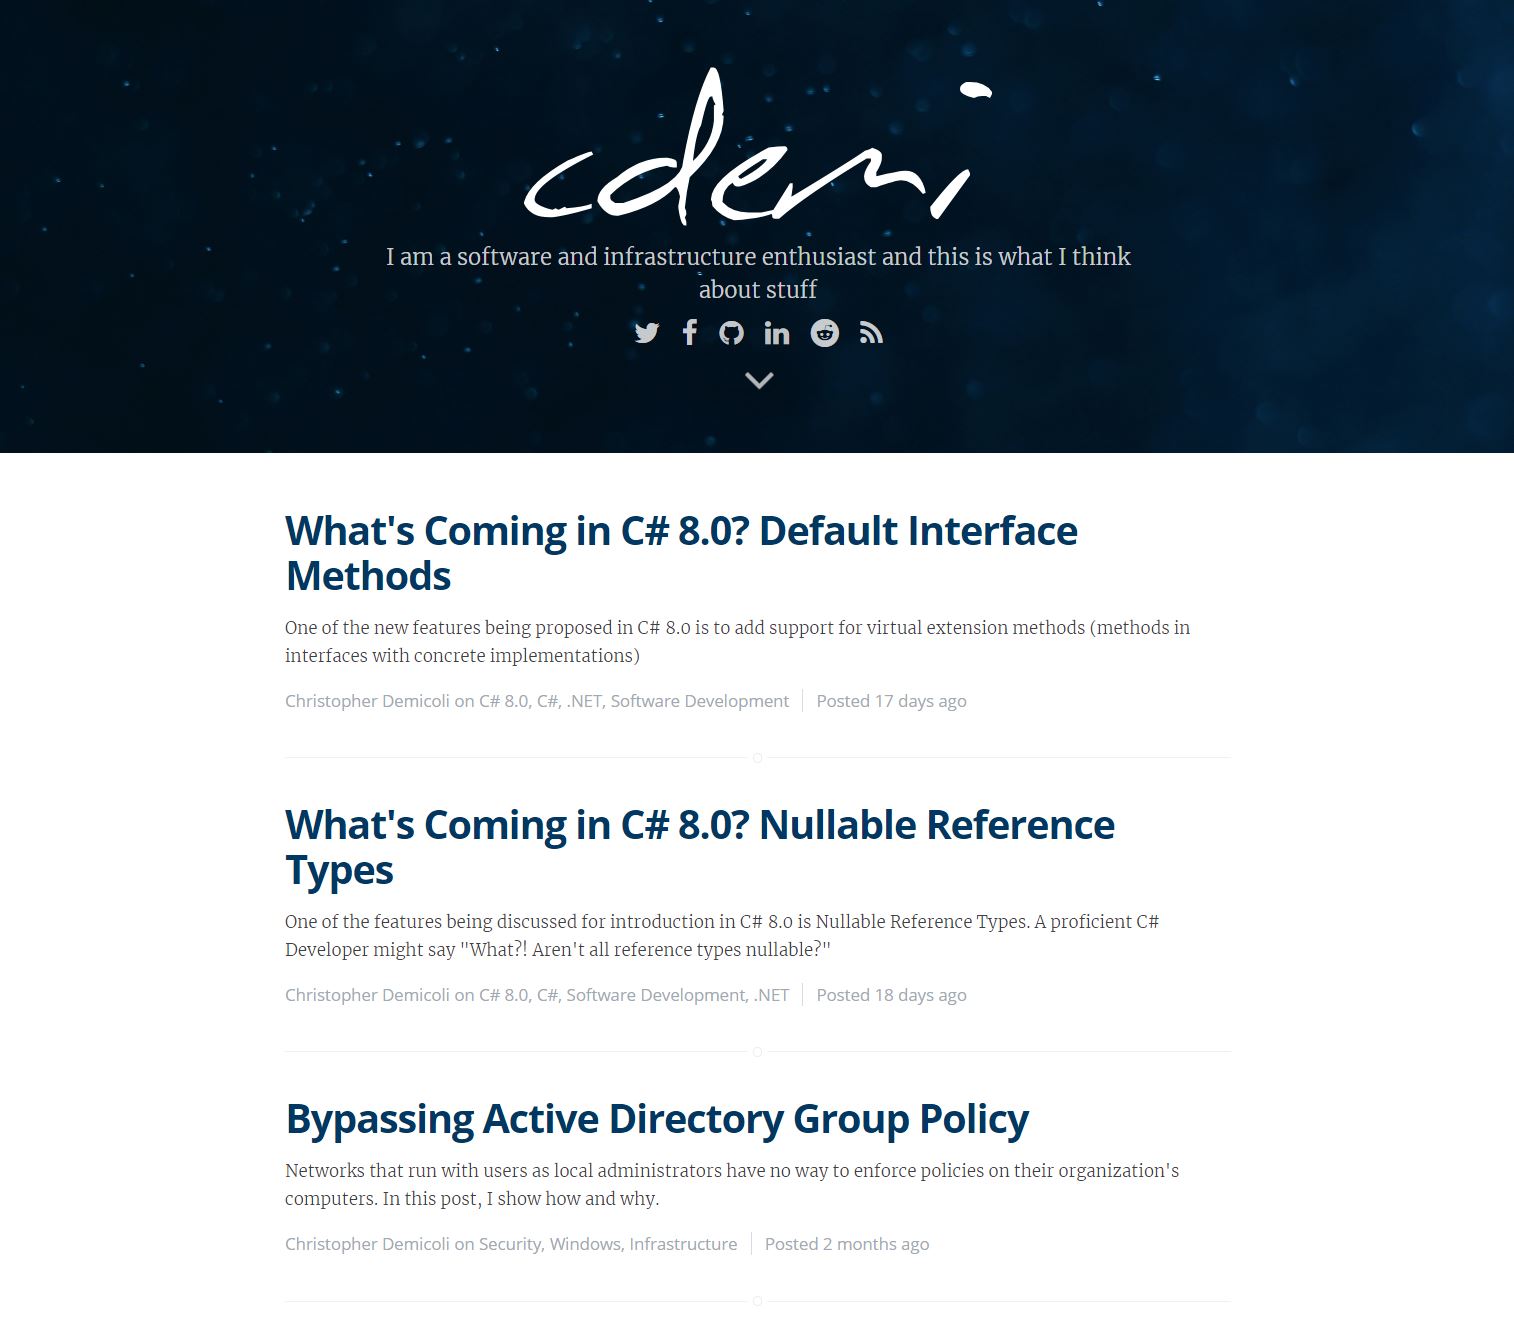 cdemi
I am a software and infrastructure enthusiast and this is what I think
about stuff
What's Coming in C# 8.0? Default Interface
Methods
One of the new features being proposed in C# 8.0 is to add support for virtual extension methods (methods in
interfaces with concrete implementations)
Christopher Demicoli on C# 8.0, C#, .NET, Software Development Posted 17 days ago
What's Coming in C# 8.0? Nullable Reference
Types
One of the features being discussed for introduction in C# 8.0 is Nullable Reference Types. A proficient C#
Developer might say "What?! Aren't all reference types nullable?"
Christopher Demicoli on C# 8.0, C#, Software Development, .NET Posted 18 days ago
Bypassing Active Directory Group Policy
Networks that run with users as local administrators have no way to enforce policies on their organization's
computers. In this post, I show how and why.
Christopher Demicoli on Security, Windows, Infrastructure Posted 2 months ago